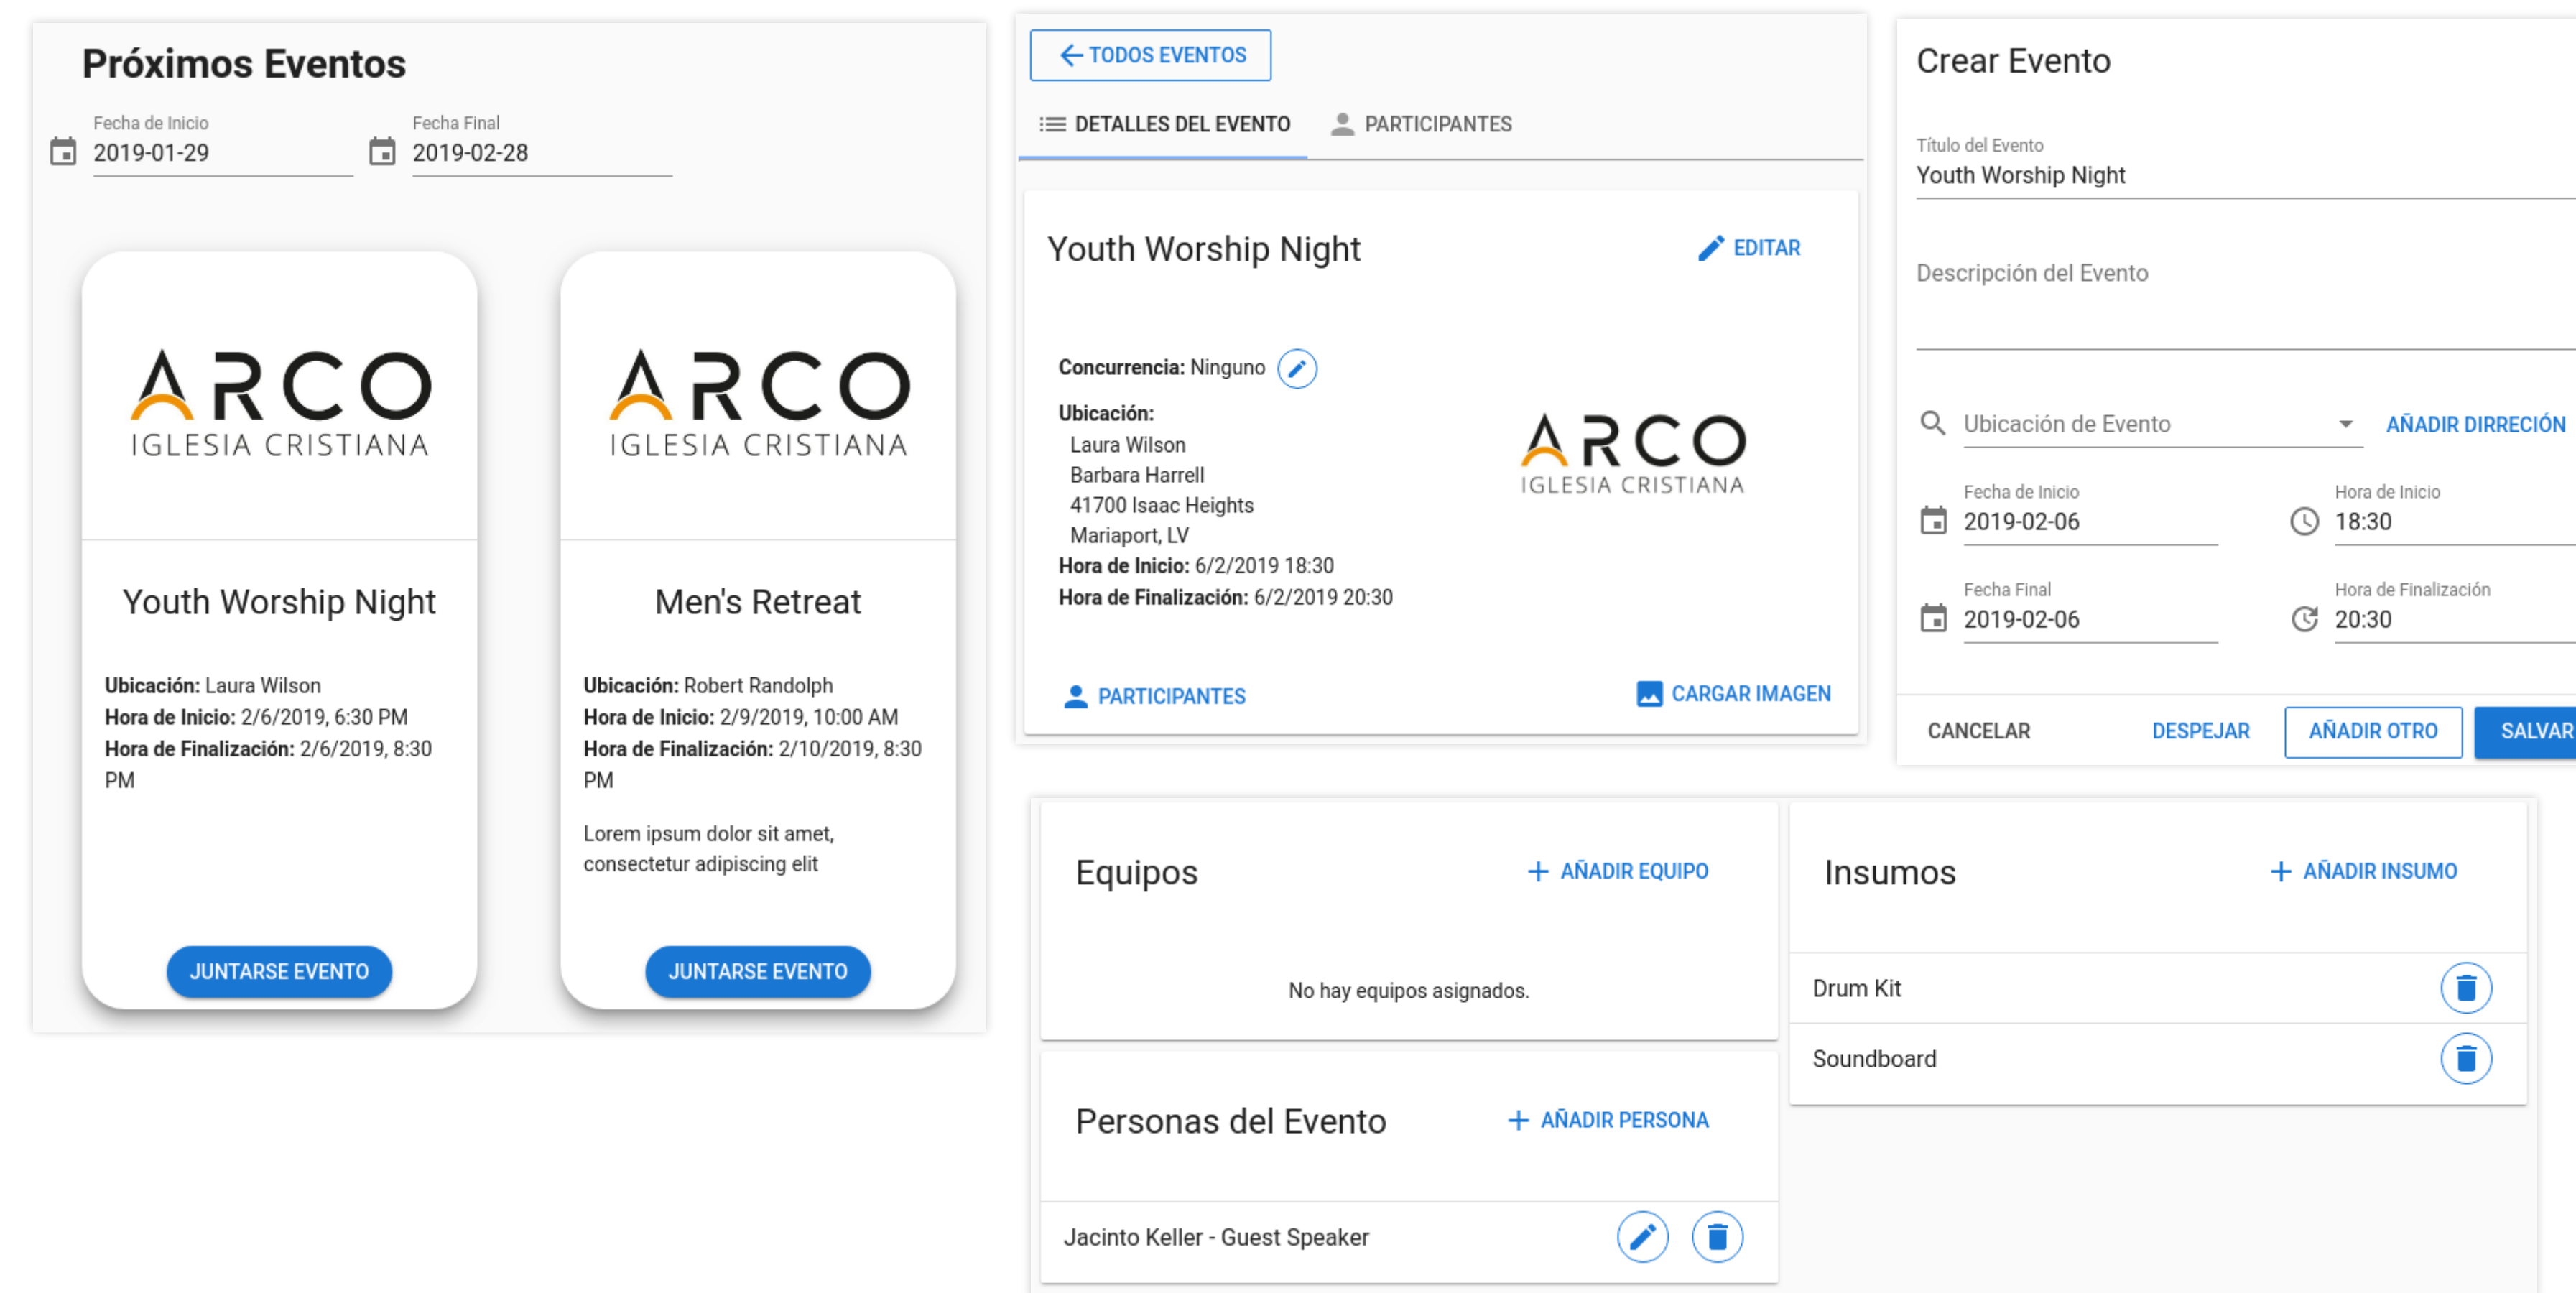 Próximos Eventos
Fecha de Inicio
2019-01-29
Fecha Final
2019-02-28
ARCO
IGLESIA CRISTIANA
Youth Worship Night
Ubicación: Laura Wilson
Hora de Inicio: 2/6/2019, 6:30 PM
Hora de Finalización: 2/6/2019, 8:30
PM
JUNTARSE EVENTO
ARCO
IGLESIA CRISTIANA
Men's Retreat
Ubicación: Robert Randolph
Hora de Inicio: 2/9/2019, 10:00 AM
Hora de Finalización: 2/10/2019, 8:30
PM
Lorem ipsum dolor sit amet,
consectetur adipiscing elit
JUNTARSE EVENTO
TODOS EVENTOS
DETALLES DEL EVENTO
PARTICIPANTES
Youth Worship Night
EDITAR
Concurrencia: Ninguno
Ubicación:
Laura Wilson
Barbara Harrell
41700 Isaac Heights
Mariaport, LV
Hora de Inicio: 6/2/2019 18:30
Hora de Finalización: 6/2/2019 20:30
ARCO
IGLESIA CRISTIANA
PARTICIPANTES
CARGAR IMAGEN
Crear Evento
Título del Evento
Youth Worship Night
Descripción del Evento
Ubicación de Evento
AÑADIR DIRRECIÓN
Fecha de Inicio
2019-02-06
Hora de Inicio
18:30
Fecha Final
2019-02-06
Hora de Finalización
20:30
CANCELAR
DESPEJAR
AÑADIR OTRO
SALVAR
Equipos
+ AÑADIR EQUIPO
No hay equipos asignados.
Personas del Evento
+ AÑADIR PERSONA
Jacinto Keller - Guest Speaker
Insumos
+ AÑADIR INSUMO
Drum Kit
Soundboard